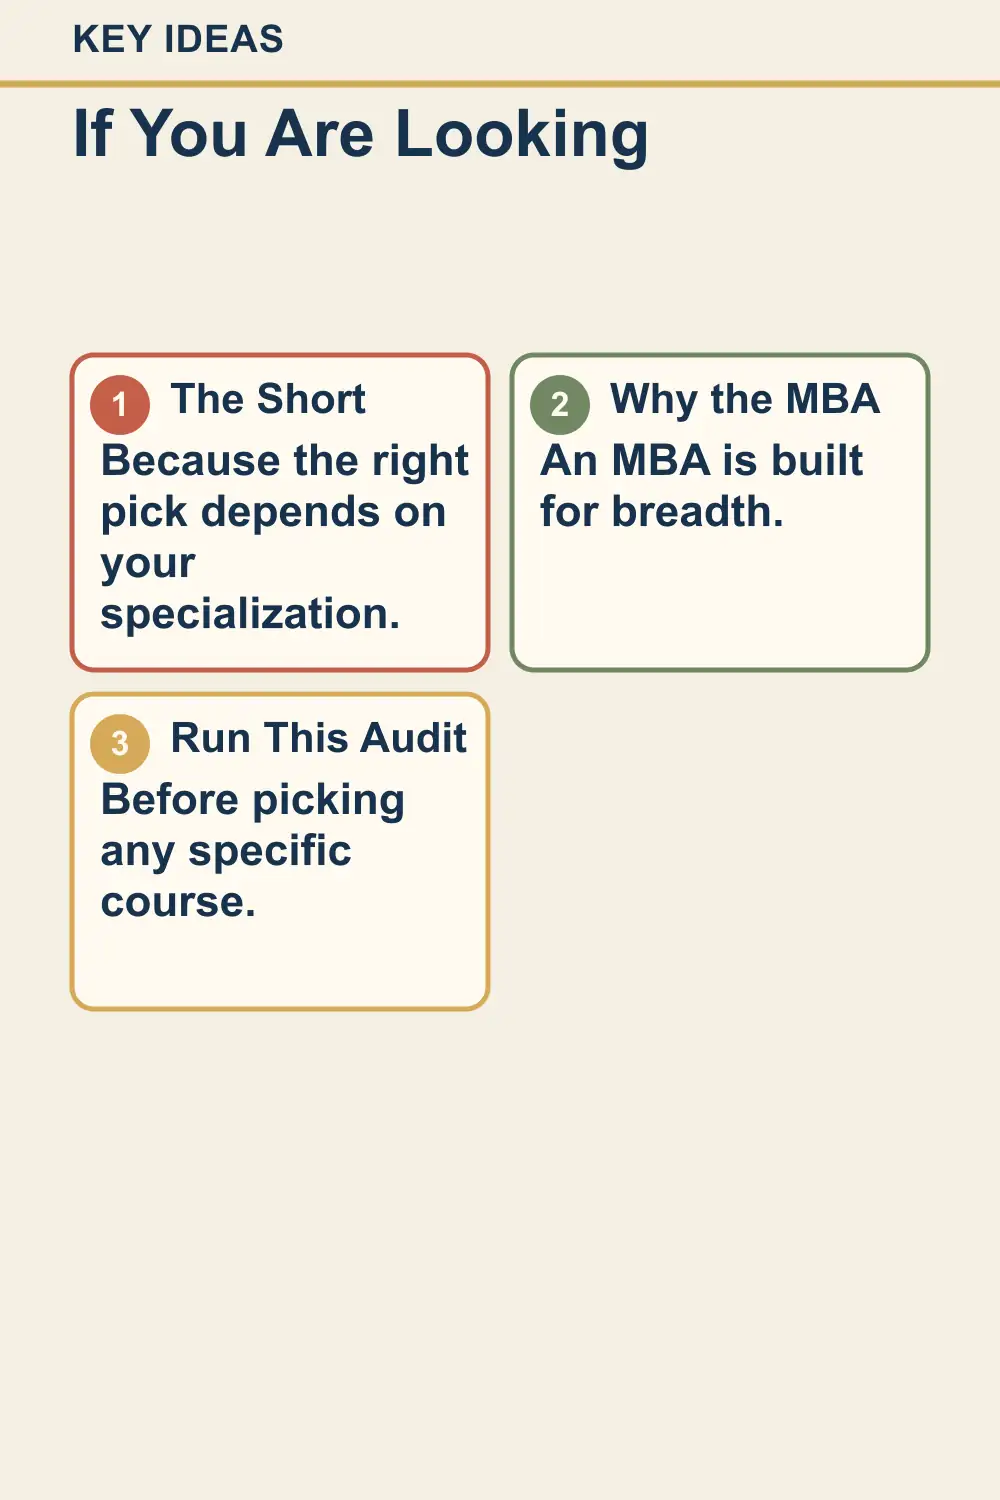 KEY IDEAS
If You Are Looking
1 The Short
Because the right
pick depends on
your
specialization.
2 Why the MBA
An MBA is built
for breadth.
3 Run This Audit
Before picking
any specific
course.